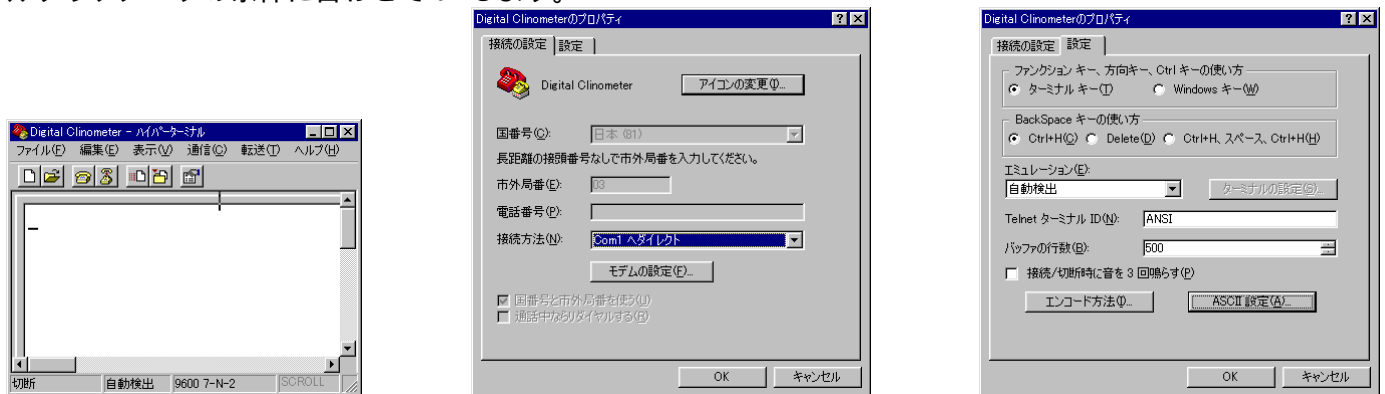 Digital Clinometer - ハイパーターミナル
ファイル(F) 編集(E) 表示(V) 通信(C) 転送(T) ヘルプ(H)
切断 自動検出 9600 7-N-2 SCROLL
Digital Clinometerのプロパティ
接続の設定 設定
Digital Clinometer アイコンの変更(I)...
国番号(C): 日本 (81)
長距離の接頭番号なしで市外局番を入力してください。
市外局番(E): 03
電話番号(P):
接続方法(N): Com1 へダイレクト
モデムの設定(F)...
国番号と市外局番を使う(U)
通話中ならリダイヤルする(R)
OK キャンセル
Digital Clinometerのプロパティ
接続の設定 設定
ファンクション キー、方向キー、Ctrl キーの使い方
ターミナル キー(T) Windows キー(W)
BackSpace キーの使い方
Ctrl+H(C) Delete(D) Ctrl+H, スペース, Ctrl+H(H)
エミュレーション(E):
自動検出 ターミナルの設定(S)...
Telnet ターミナル ID(N): ANSI
バッファの行数(B): 500
接続/切断時に音を 3 回鳴らす(P)
エンコード方法(I)... ASCII 設定(A)...
OK キャンセル